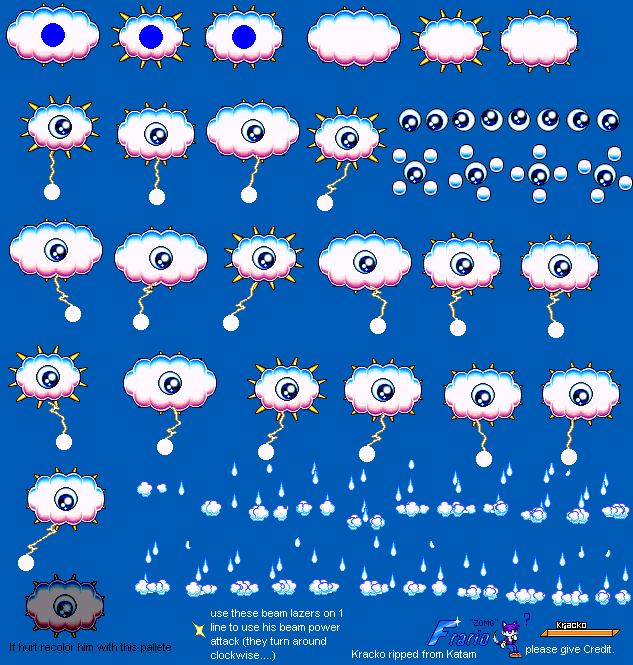 use these beam lazers on 1
line to use his beam power
attack (they turn around
clockwise....)
If hurt recolor him with this pallete
"ZOMG"
Frario
?
Kracko
Kracko ripped from Katam
please give Credit.